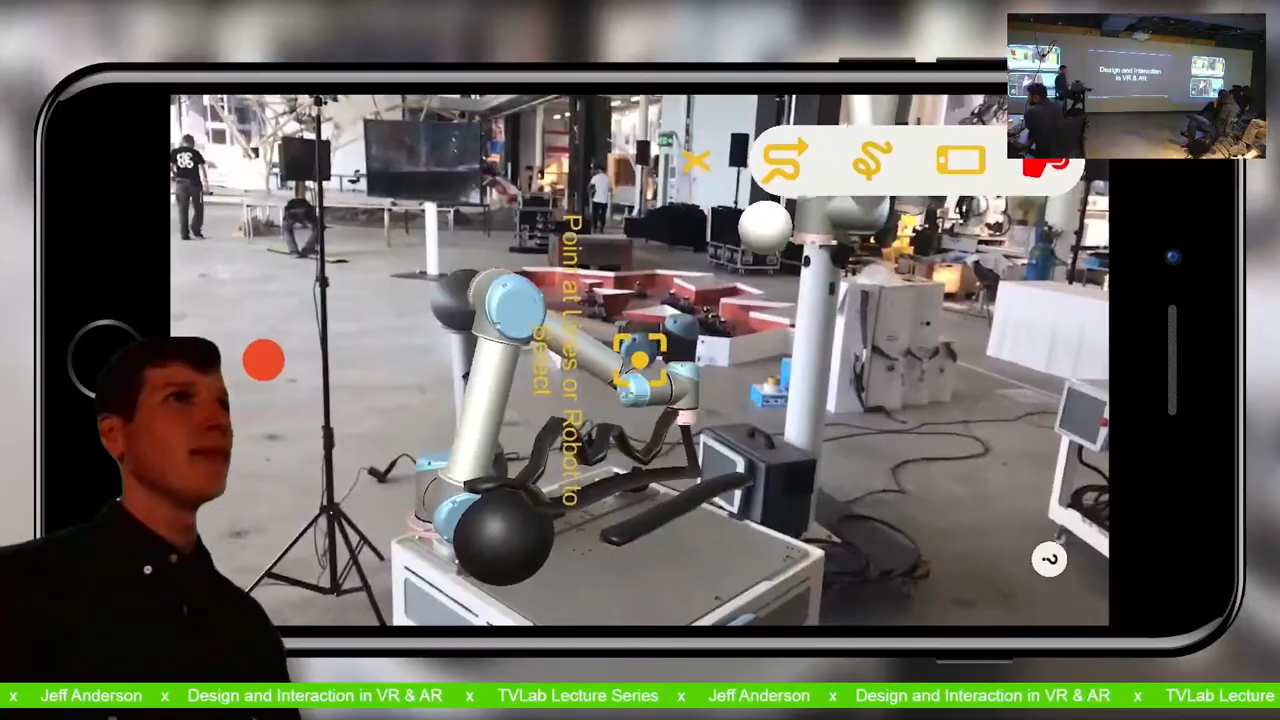 Design and Interaction
in VR & AR
Point at Lines or Robot to
Select
?
x Jeff Anderson x Design and Interaction in VR & AR x TVLab Lecture Series x Jeff Anderson x Design and Interaction in VR & AR x TVLab Lecture